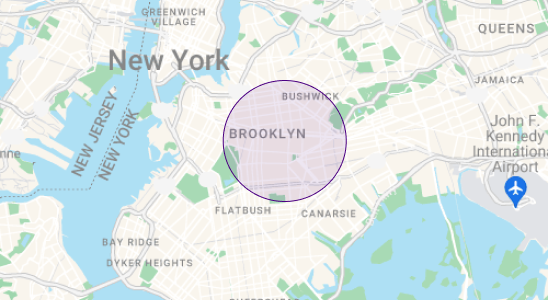 GREENWICH
VILLAGE
QUEENS
New York
JAMAICA
BUSHWICK
NEW JERSEY
NEW YORK
BROOKLYN
John F.
Kennedy
International
Airport
nne
FLATBUSH
CANARSIE
BAY RIDGE
DYKER HEIGHTS